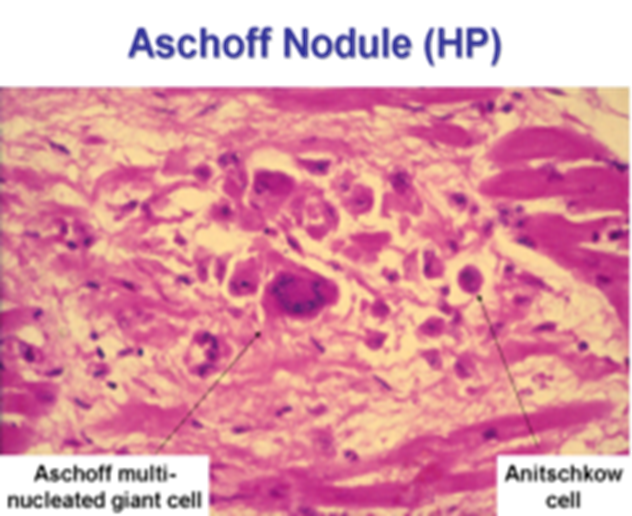 Aschoff Nodule (HP)
Aschoff multi-
nucleated giant cell
Anitschkow
cell